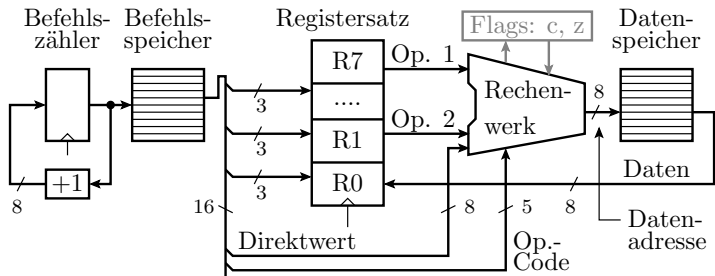 Befehls-
zähler
Befehls-
speicher
Registersatz
Flags: c, z
Daten-
speicher
R7
....
R1
R0
Op. 1
Op. 2
Rechen-
werk
8
3
3
3
+1
8
16
8
5
8
Daten
Direktwert
Op.-
Code
Daten-
adresse